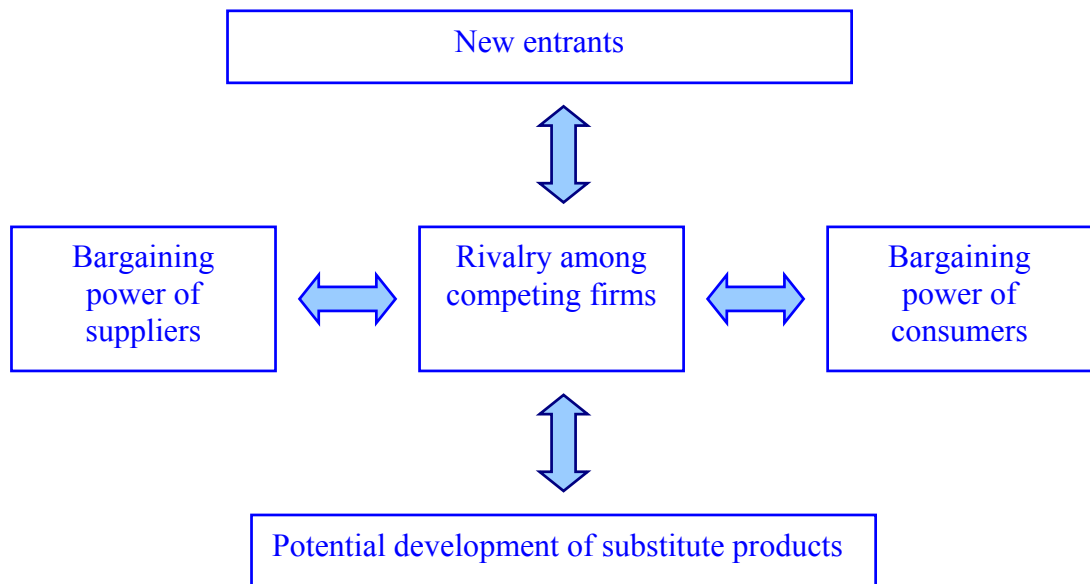 New entrants
Bargaining
power of
suppliers
Rivalry among
competing firms
Bargaining
power of
consumers
Potential development of substitute products